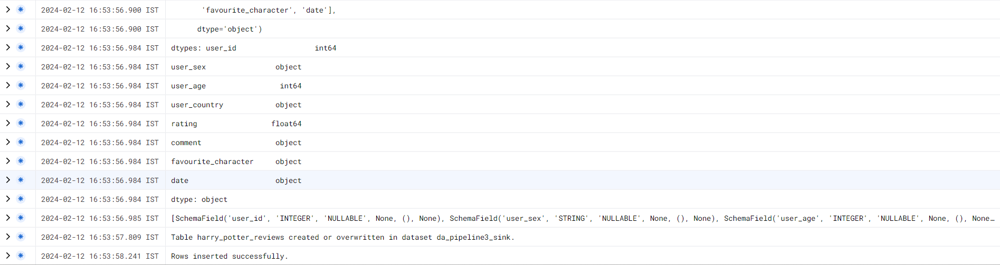 2024-02-12 16:53:56.900 IST 'favourite_character', 'date'],
2024-02-12 16:53:56.900 IST dtype='object')
2024-02-12 16:53:56.984 IST dtypes: user_id int64
2024-02-12 16:53:56.984 IST user_sex object
2024-02-12 16:53:56.984 IST user_age int64
2024-02-12 16:53:56.984 IST user_country object
2024-02-12 16:53:56.984 IST rating float64
2024-02-12 16:53:56.984 IST comment object
2024-02-12 16:53:56.984 IST favourite_character object
2024-02-12 16:53:56.984 IST date object
2024-02-12 16:53:56.984 IST dtype: object
2024-02-12 16:53:56.985 IST [SchemaField('user_id', 'INTEGER', 'NULLABLE', None, (), None), SchemaField('user_sex', 'STRING', 'NULLABLE', None, (), None), SchemaField('user_age', 'INTEGER', 'NULLABLE', None, (), None…
2024-02-12 16:53:57.809 IST Table harry_potter_reviews created or overwritten in dataset da_pipeline3_sink.
2024-02-12 16:53:58.241 IST Rows inserted successfully.